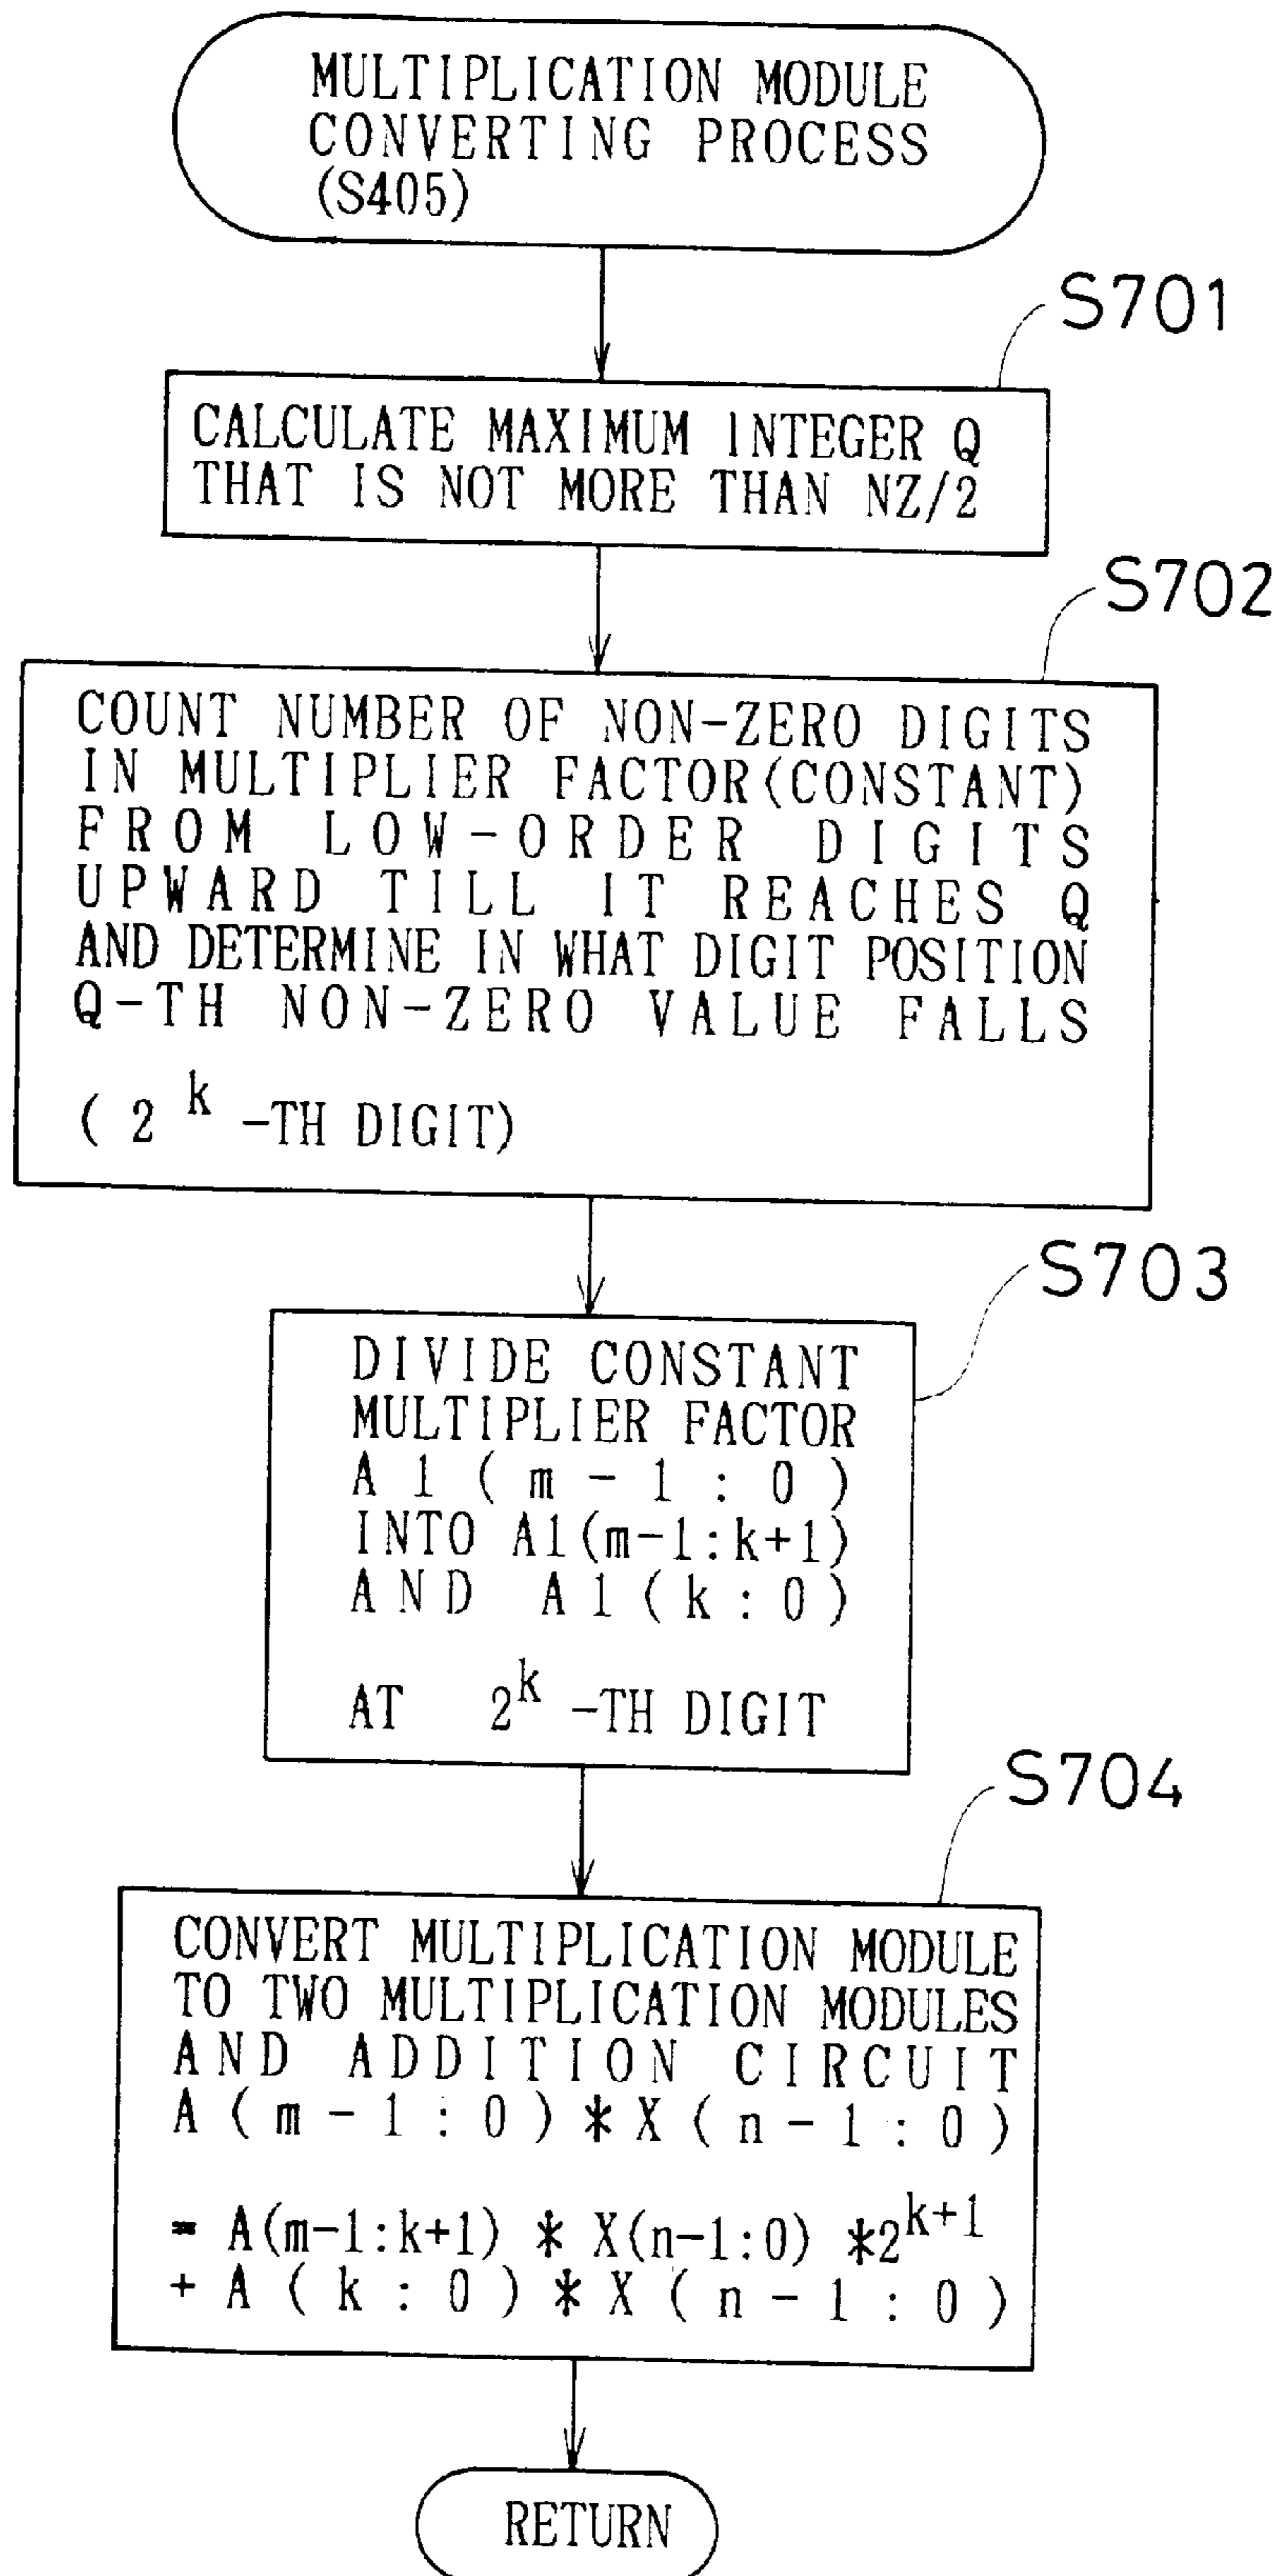 MULTIPLICATION MODULE
CONVERTING PROCESS
(S405)
S701
CALCULATE MAXIMUM INTEGER Q
THAT IS NOT MORE THAN NZ/2
S702
COUNT NUMBER OF NON-ZERO DIGITS
IN MULTIPLIER FACTOR(CONSTANT)
FROM LOW-ORDER DIGITS
UPWARD TILL IT REACHES Q
AND DETERMINE IN WHAT DIGIT POSITION
Q-TH NON-ZERO VALUE FALLS
( 2^k -TH DIGIT)
S703
DIVIDE CONSTANT
MULTIPLIER FACTOR
A1(m-1:0)
INTO A1(m-1:k+1)
AND A1(k:0)
AT 2^k -TH DIGIT
S704
CONVERT MULTIPLICATION MODULE
TO TWO MULTIPLICATION MODULES
AND ADDITION CIRCUIT
A(m-1:0)*X(n-1:0)
= A(m-1:k+1) * X(n-1:0) *2^k+1
+ A(k:0)*X(n-1:0)
RETURN